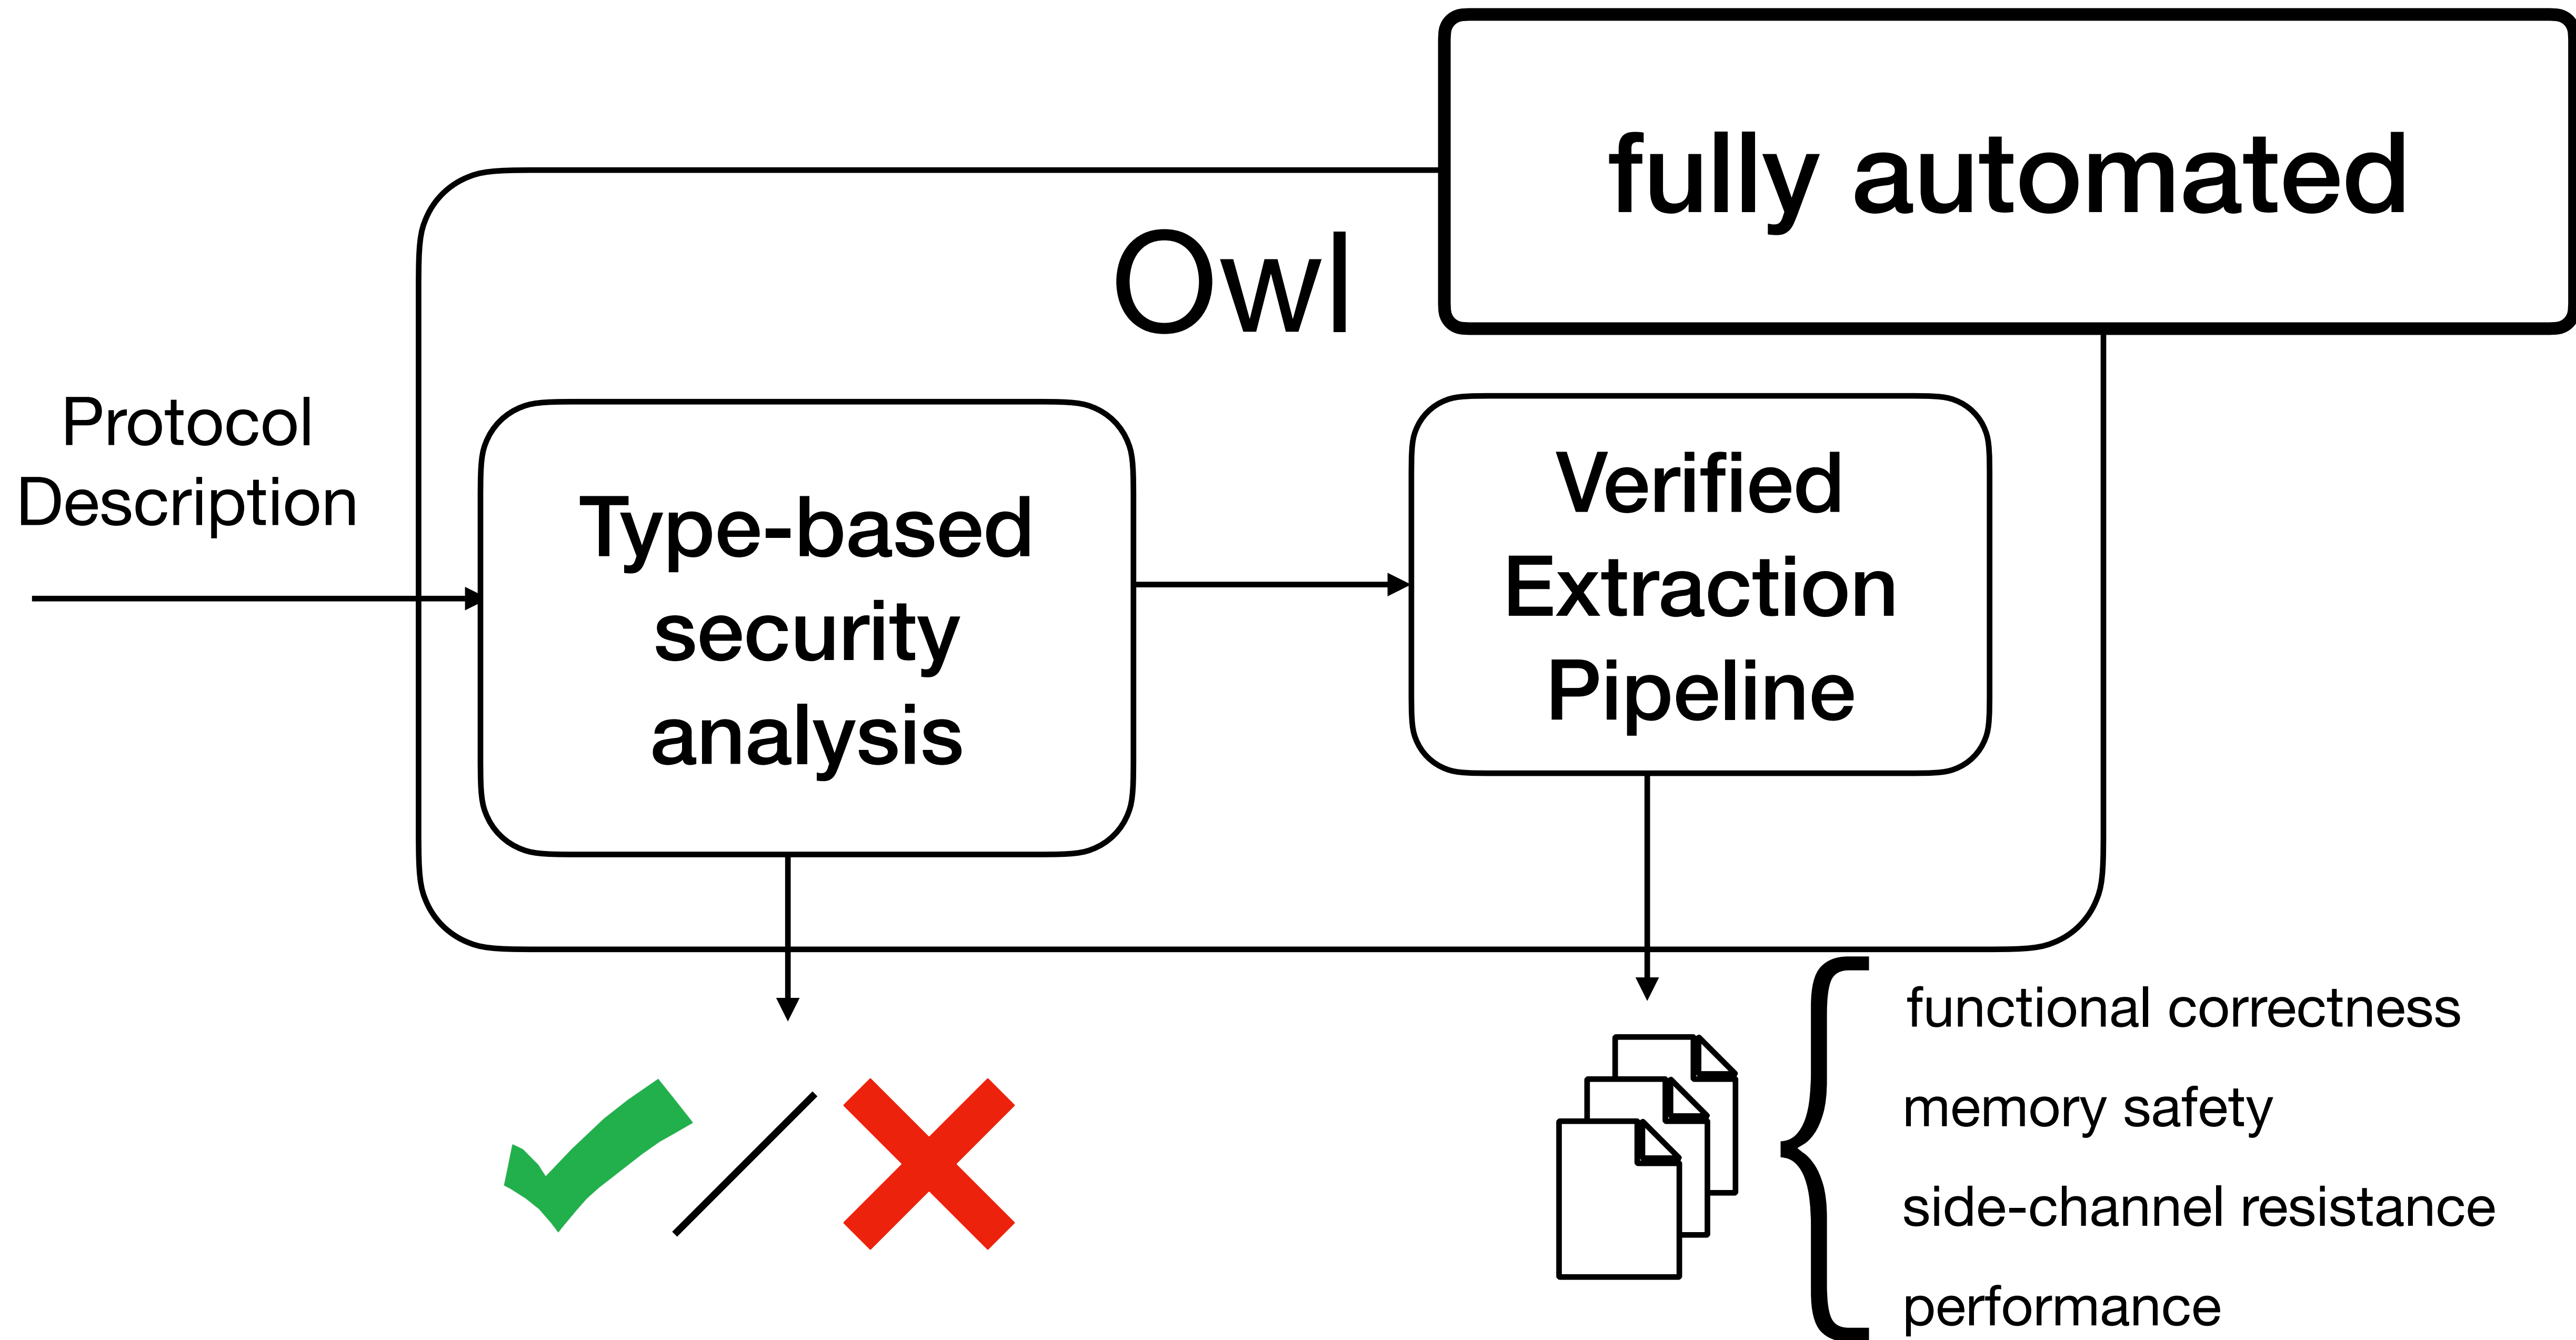 fully automated
Owl
Protocol
Description
Type-based
security
analysis
Verified
Extraction
Pipeline
functional correctness
memory safety
side-channel resistance
performance